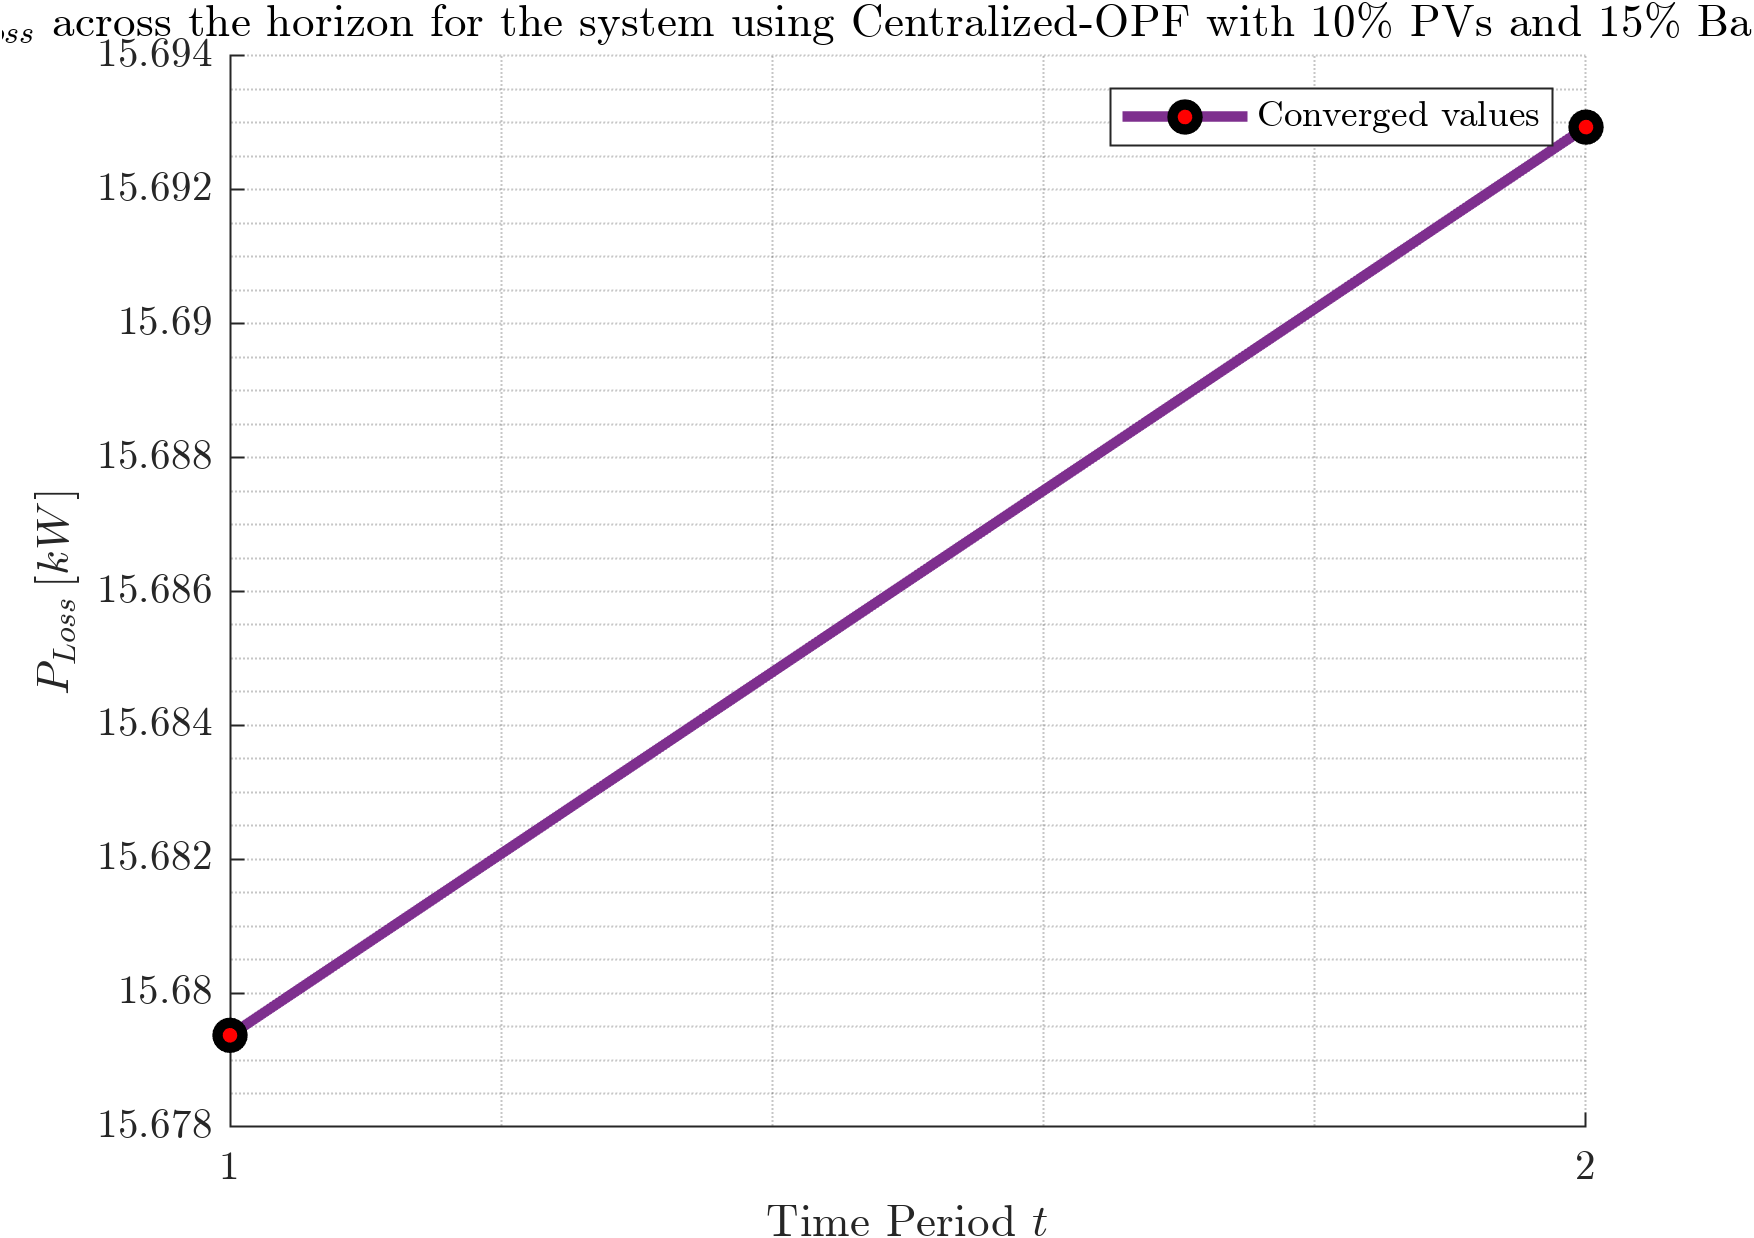 across the horizon for the system using Centralized-OPF with 10% PVs and 15%
15.694
15.692
15.69
15.688
15.686
15.684
15.682
15.68
15.678
P_{Loss} [kW]
Converged values
1
2
Time Period t